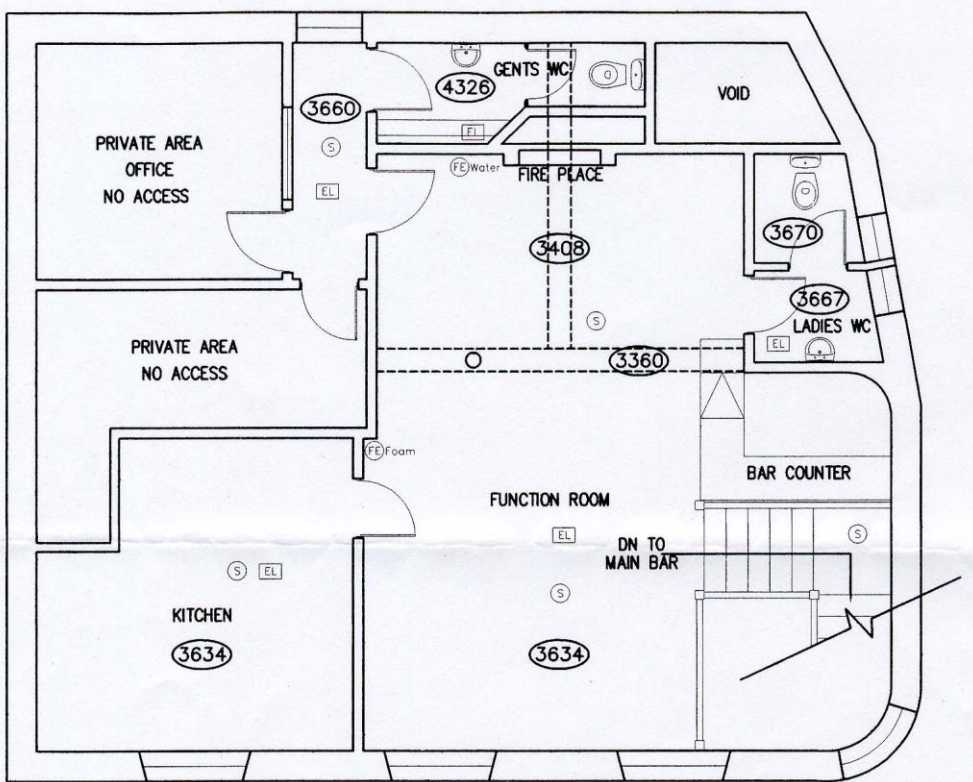 GENTS WC
4326
3660
VOID
PRIVATE AREA
OFFICE
NO ACCESS
EL
S
EL
FE Water
FIRE PLACE
3670
3408
3667
LADIES WC
EL
S
PRIVATE AREA
NO ACCESS
3360
FE Foam
BAR COUNTER
FUNCTION ROOM
EL
DN TO
MAIN BAR
S
S EL
S
KITCHEN
3634
3634